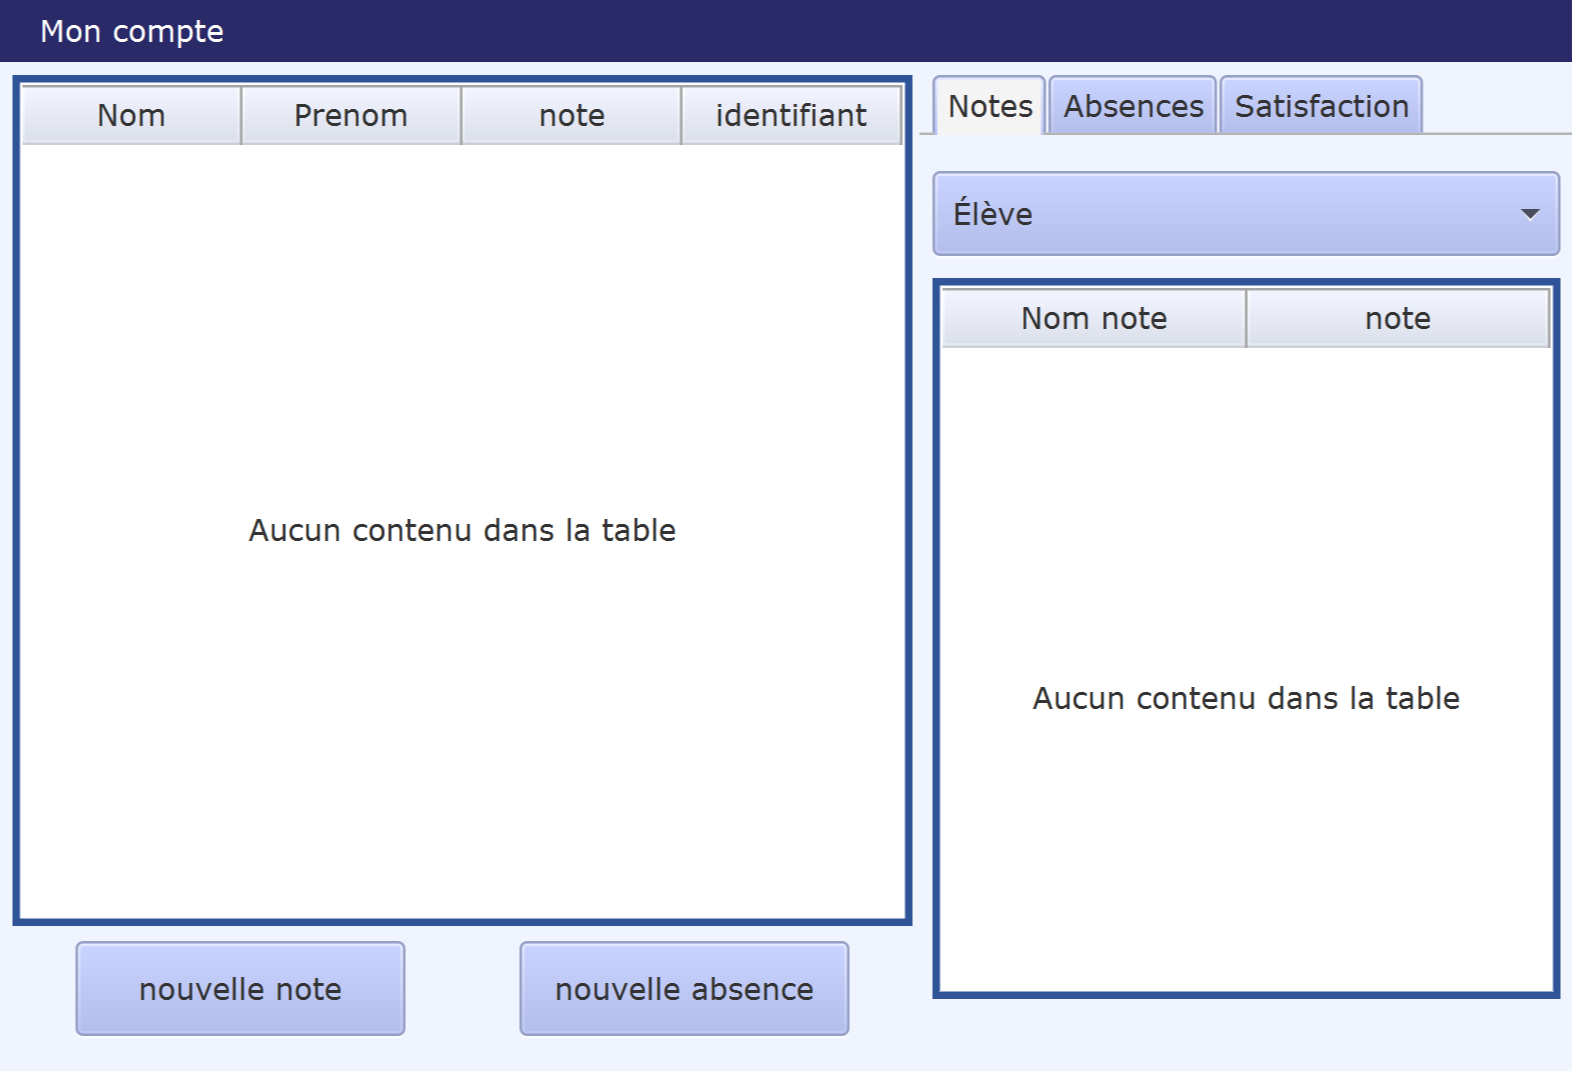 Mon compte
Nom Prenom note identifiant
Aucun contenu dans la table
nouvelle note nouvelle absence
Notes Absences Satisfaction
Élève
Nom note note
Aucun contenu dans la table